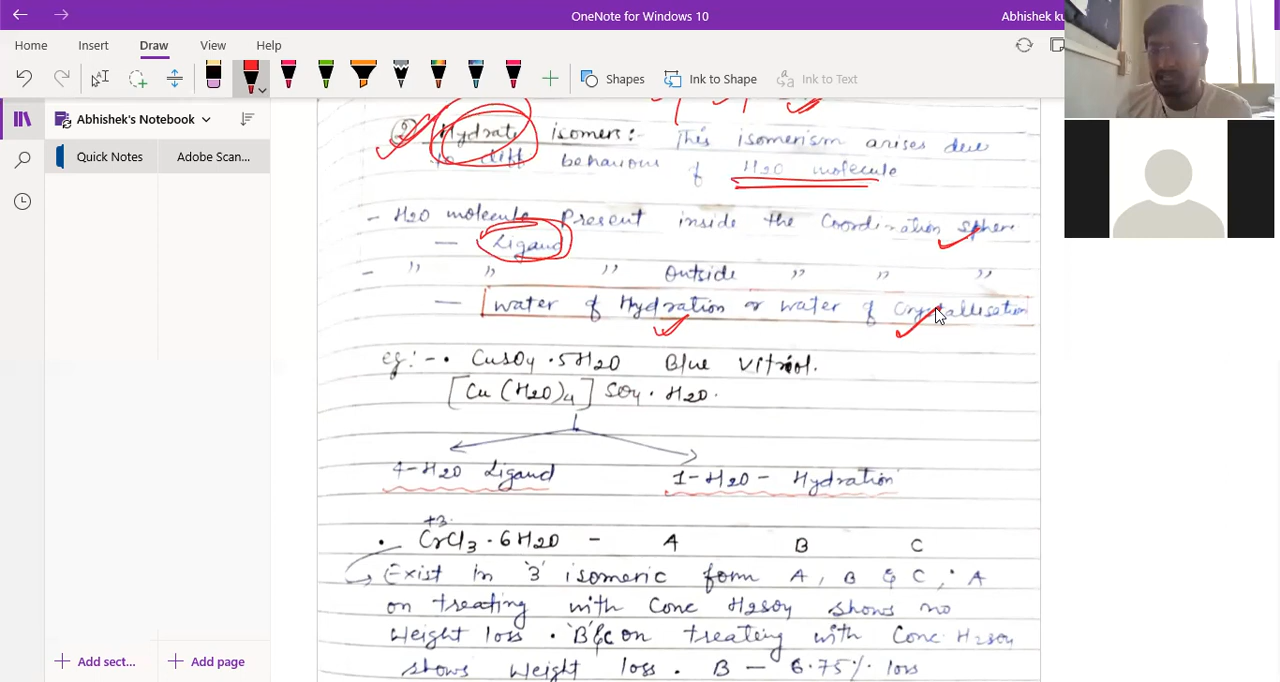 OneNote for Windows 10
Abhishek ku
Home Insert Draw View Help
Shapes Ink to Shape Ink to Text
Abhishek's Notebook
Quick Notes Adobe Scan...
② Hydrate isomers:- This isomerism arises due
to diff behaviour of H2O molecule
- H2O molecule Present inside the Coordination sphere
— Ligand
- " " " Outside " " "
— water of Hydration or water of Crystallisation
eg:- • CuSO4 • 5H2O Blue Vitriol.
[Cu (H2O)4] SO4 • H2O.
4-H2O Ligand 1-H2O - Hydration
+3
• CrCl3 • 6H2O - A B C
Exist in '3' isomeric form A, B & C, • A
on treating with Conc H2SO4 shows no
Weight loss • 'B'&C on treating with Conc H2SO4
shows Weight loss. B — 6.75% loss
+ Add sect... + Add page